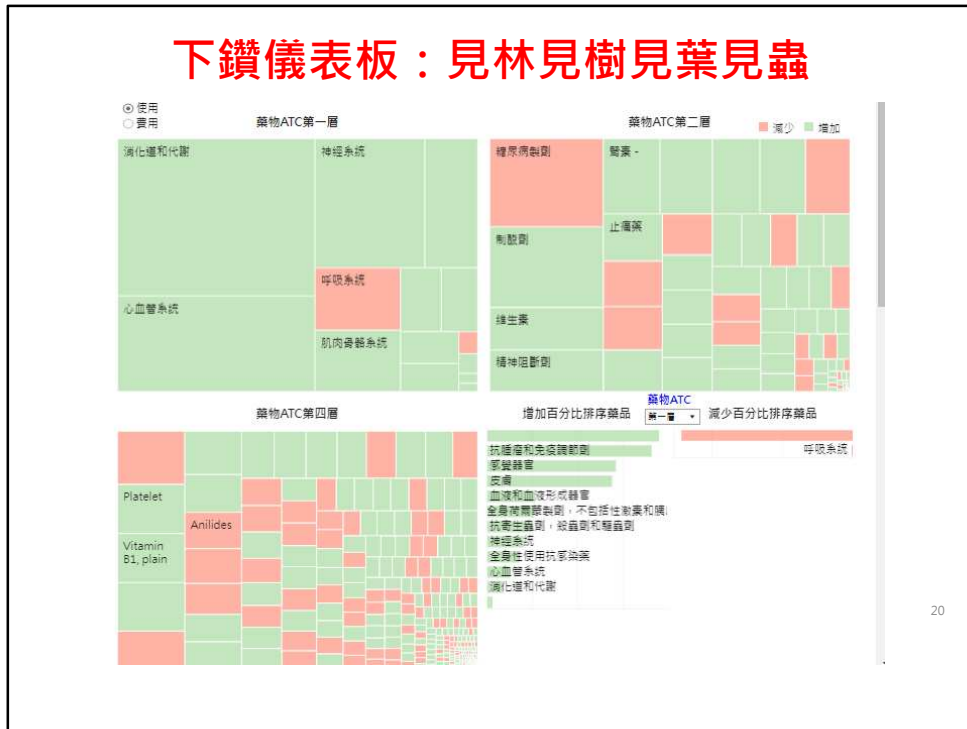 下鑽儀表板：見林見樹見葉見蟲
使用
費用
藥物ATC第一層
消化道和代謝
神經系統
心血管系統
呼吸系統
肌肉骨骼系統
藥物ATC第二層
減少 增加
糖尿病製劑
腎素 -
制酸劑
止痛藥
維生素
精神阻斷劑
藥物ATC第四層
Platelet
Anilides
Vitamin
B1, plain
藥物ATC
增加百分比排序藥品
第一層
減少百分比排序藥品
抗腫瘤和免疫調節劑
感覺器官
皮膚
血液和血液形成器官
全身荷爾蒙製劑，不包括性激素和胰
抗寄生蟲劑，殺蟲劑和驅蟲劑
神經系統
全身性使用抗感染藥
心血管系統
消化道和代謝
呼吸系統
20